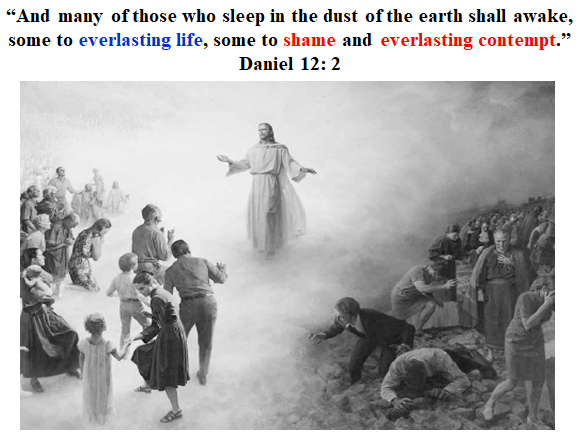 “And many of those who sleep in the dust of the earth shall awake,
some to everlasting life, some to shame and everlasting contempt.”
Daniel 12: 2